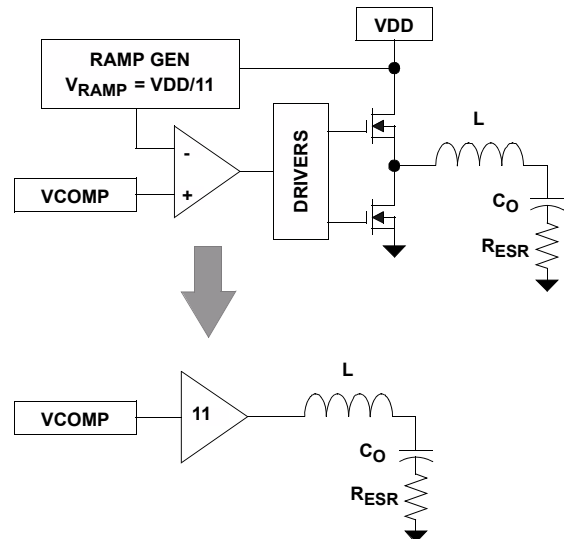 VDD
RAMP GEN
VRAMP = VDD/11
L
-
DRIVERS
VCOMP
+
CO
RESR
L
VCOMP
11
CO
RESR